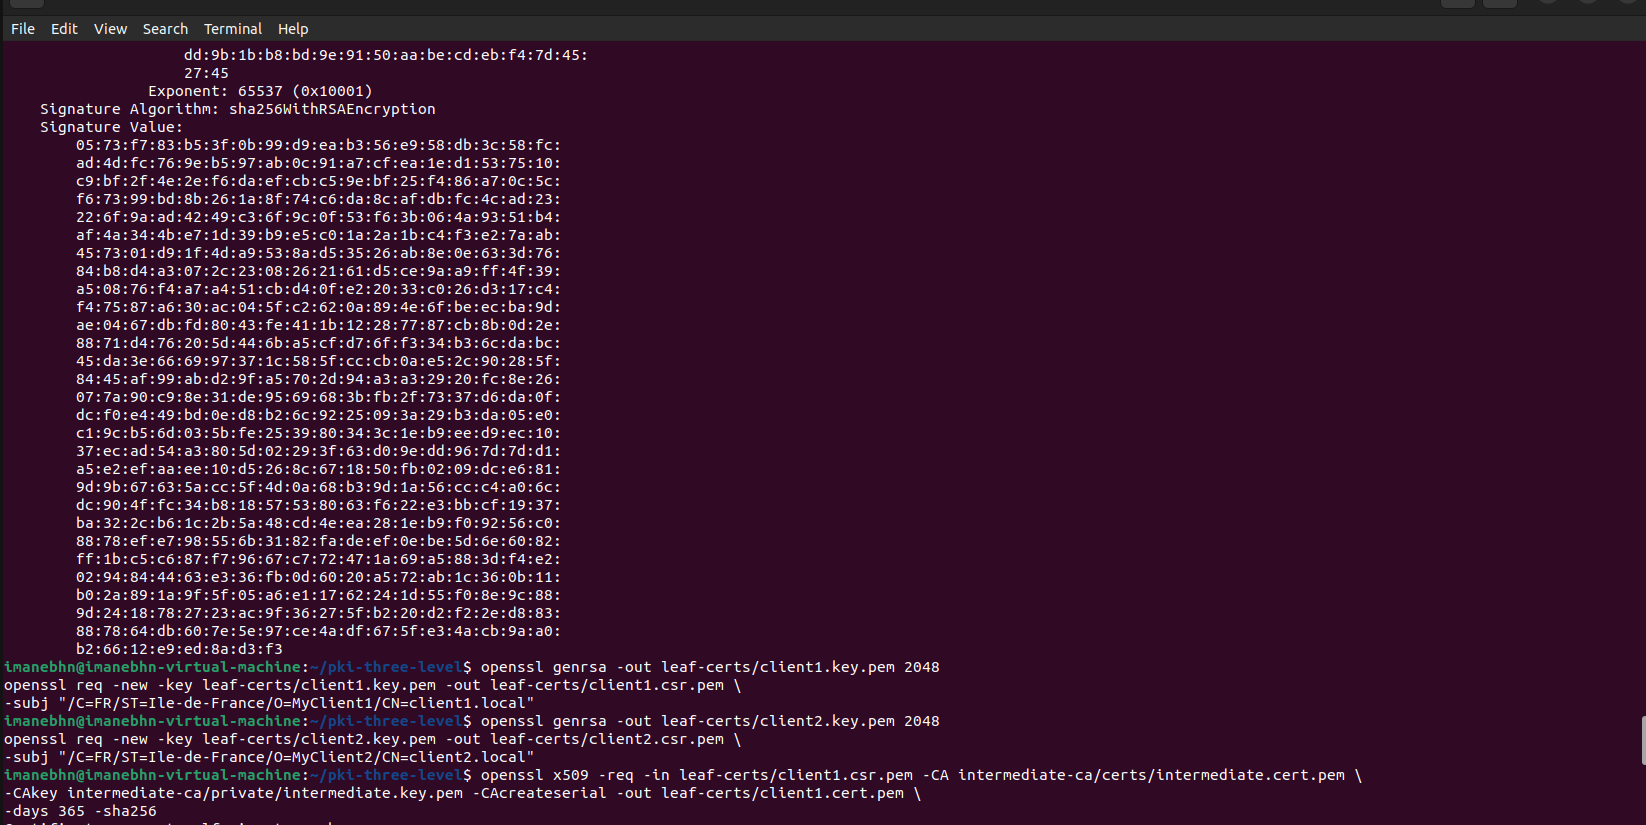 File Edit View Search Terminal Help
dd:9b:1b:b8:bd:9e:91:50:aa:be:cd:eb:f4:7d:45:
27:45
Exponent: 65537 (0x10001)
Signature Algorithm: sha256WithRSAEncryption
Signature Value:
05:73:f7:83:b5:3f:0b:99:d9:ea:b3:56:e9:58:db:3c:58:fc:
ad:4d:fc:76:9e:b5:97:ab:0c:91:a7:cf:ea:1e:d1:53:75:10:
c9:bf:2f:4e:2e:f6:da:ef:cb:c5:9e:bf:25:f4:86:a7:0c:5c:
f6:73:99:bd:8b:26:1a:8f:74:c6:da:8c:af:db:fc:4c:ad:23:
22:6f:9a:ad:42:49:c3:6f:9c:0f:53:f6:3b:06:4a:93:51:b4:
af:4a:34:4b:e7:1d:39:b9:e5:c0:1a:2a:1b:c4:f3:e2:7a:ab:
45:73:01:d9:1f:4d:a9:53:8a:d5:35:26:ab:8e:0e:63:3d:76:
84:b8:d4:a3:07:2c:23:08:26:21:61:d5:ce:9a:a9:ff:4f:39:
a5:08:76:f4:a7:a4:51:cb:d4:0f:e2:20:33:c0:26:d3:17:c4:
f4:75:87:a6:30:ac:04:5f:c2:62:0a:89:4e:6f:be:ec:ba:9d:
ae:04:67:db:fd:80:43:fe:41:1b:12:28:77:87:cb:8b:0d:2e:
88:71:d4:76:20:5d:44:6b:a5:cf:d7:6f:f3:34:b3:6c:da:bc:
45:da:3e:66:69:97:37:1c:58:5f:cc:cb:0a:e5:2c:90:28:5f:
84:45:af:99:ab:d2:9f:a5:70:2d:94:a3:a3:29:20:fc:8e:26:
07:7a:90:c9:8e:31:de:95:69:68:3b:fb:2f:73:37:d6:da:0f:
dc:f0:e4:49:bd:0e:d8:b2:6c:92:25:09:3a:29:b3:da:05:e0:
c1:9c:b5:6d:03:5b:fe:25:39:80:34:3c:1e:b9:ee:d9:ec:10:
37:ec:ad:54:a3:80:5d:02:29:3f:63:d0:9e:dd:96:7d:7d:d1:
a5:e2:ef:aa:ee:10:d5:26:8c:67:18:50:fb:02:09:dc:e6:81:
9d:9b:67:63:5a:cc:5f:4d:0a:68:b3:9d:1a:56:cc:c4:a0:6c:
dc:90:4f:fc:34:b8:18:57:53:80:63:f6:22:e3:bb:cf:19:37:
ba:32:2c:b6:1c:2b:5a:48:cd:4e:ea:28:1e:b9:f0:92:56:c0:
88:78:ef:e7:98:55:6b:31:82:fa:de:ef:0e:be:5d:6e:60:82:
ff:1b:c5:c6:87:f7:96:67:c7:72:47:1a:69:a5:88:3d:f4:e2:
02:94:84:44:63:e3:36:fb:0d:60:20:a5:72:ab:1c:36:0b:11:
b0:2a:89:1a:9f:5f:05:a6:e1:17:62:24:1d:55:f0:8e:9c:88:
9d:24:18:78:27:23:ac:9f:36:27:5f:b2:20:d2:f2:2e:d8:83:
88:78:64:db:60:7e:5e:97:ce:4a:df:67:5f:e3:4a:cb:9a:a0:
b2:66:12:e9:ed:8a:d3:f3
imanebhn@imanebhn-virtual-machine:~/pki-three-level$ openssl genrsa -out leaf-certs/client1.key.pem 2048
openssl req -new -key leaf-certs/client1.key.pem -out leaf-certs/client1.csr.pem \
-subj "/C=FR/ST=Ile-de-France/O=MyClient1/CN=client1.local"
imanebhn@imanebhn-virtual-machine:~/pki-three-level$ openssl genrsa -out leaf-certs/client2.key.pem 2048
openssl req -new -key leaf-certs/client2.key.pem -out leaf-certs/client2.csr.pem \
-subj "/C=FR/ST=Ile-de-France/O=MyClient2/CN=client2.local"
imanebhn@imanebhn-virtual-machine:~/pki-three-level$ openssl x509 -req -in leaf-certs/client1.csr.pem -CA intermediate-ca/certs/intermediate.cert.pem \
-CAkey intermediate-ca/private/intermediate.key.pem -CAcreateserial -out leaf-certs/client1.cert.pem \
-days 365 -sha256